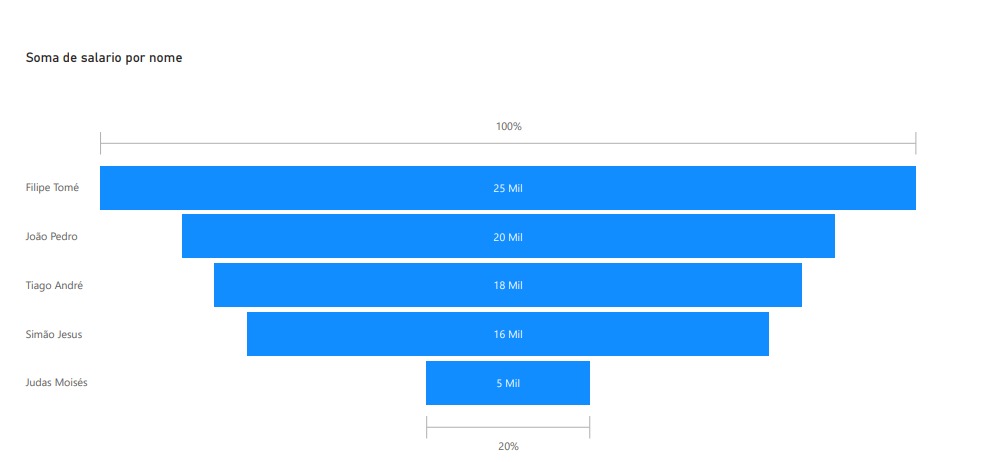 Soma de salario por nome
100%
Filipe Tomé 25 Mil
João Pedro 20 Mil
Tiago André 18 Mil
Simão Jesus 16 Mil
Judas Moisés 5 Mil
20%